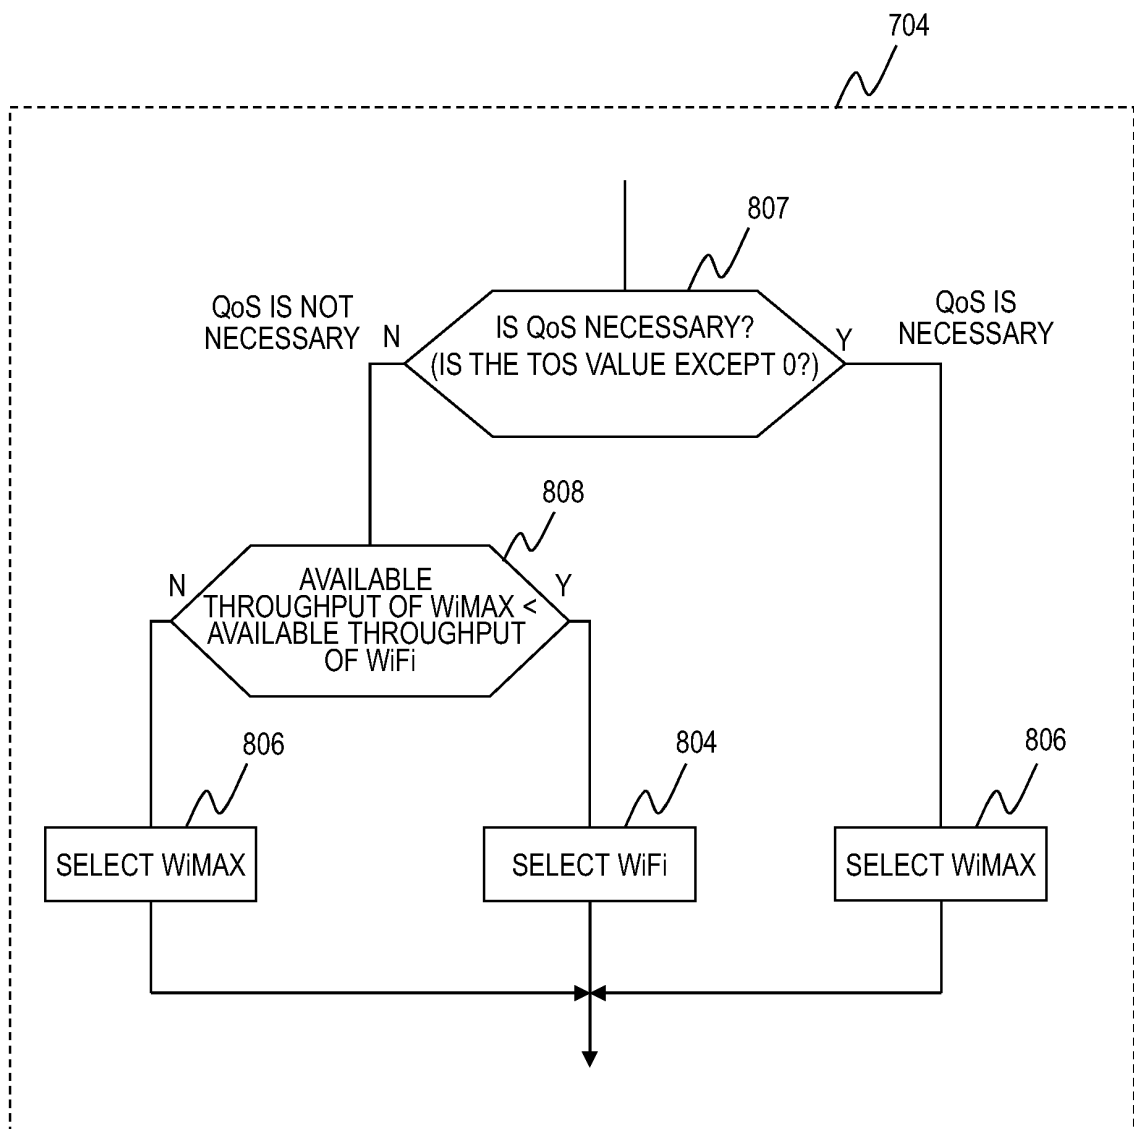 704
807
QoS IS NOT
NECESSARY
N
IS QoS NECESSARY?
(IS THE TOS VALUE EXCEPT 0?)
Y
QoS IS
NECESSARY
808
N
AVAILABLE
THROUGHPUT OF WiMAX <
AVAILABLE THROUGHPUT
OF WiFi
Y
806
804
806
SELECT WiMAX
SELECT WiFi
SELECT WiMAX